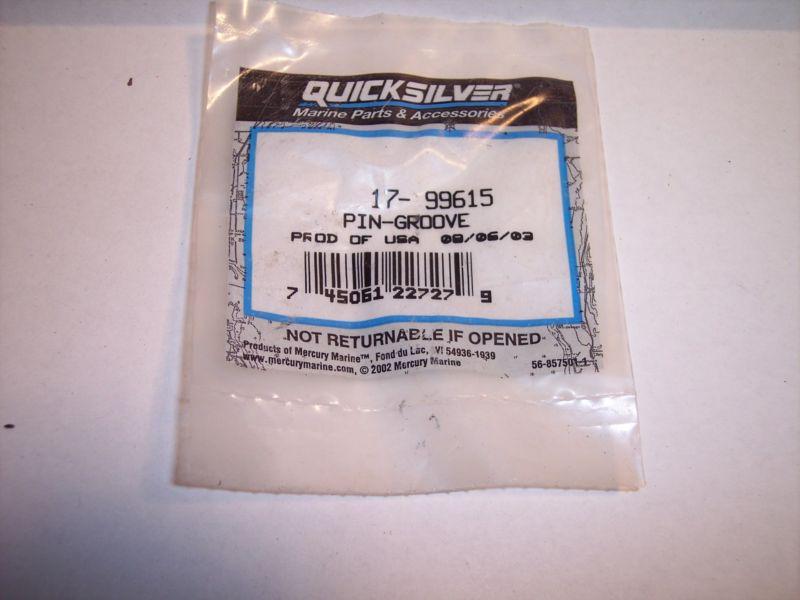 QUICKSILVER®
Marine Parts & Accessories
17- 99615
PIN-GROOVE
PROD OF USA 08/06/03
7 45061 22727 9
NOT RETURNABLE IF OPENED
Products of Mercury Marine™, Fond du Lac, VI 54936-1939
www.mercurymarine.com, © 2002 Mercury Marine
56-857501-1